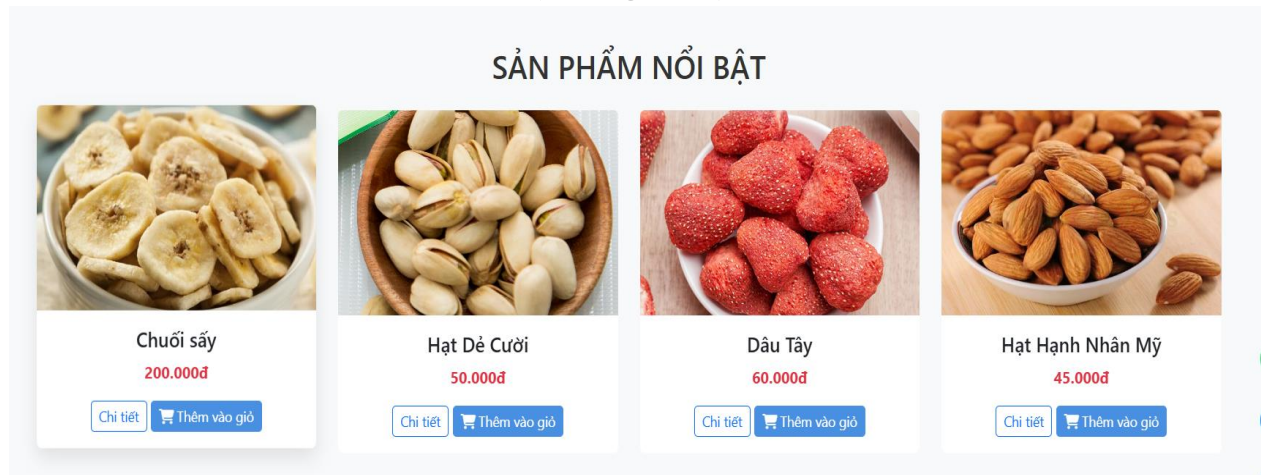 SẢN PHẨM NỔI BẬT
Chuối sấy
200.000đ
Chi tiết Thêm vào giỏ
Hạt Dẻ Cười
50.000đ
Chi tiết Thêm vào giỏ
Dâu Tây
60.000đ
Chi tiết Thêm vào giỏ
Hạt Hạnh Nhân Mỹ
45.000đ
Chi tiết Thêm vào giỏ